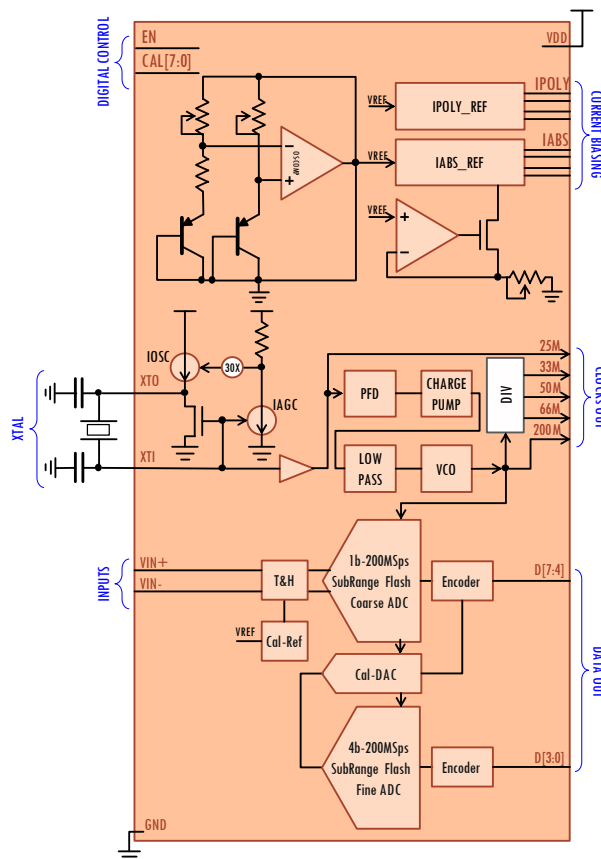 DIGITAL CONTROL
EN
CAL[7:0]
VDD
CURRENT BIASING
VREF
IPOLY_REF
IPOLY
VREF
IABS_REF
IABS
VREF
IOSC
30X
IAGC
XTAL
XTO
XTI
PFD
CHARGE
PUMP
LOW
PASS
VCO
DIV
25M
33M
50M
66M
200M
CLOCKS OUT
INPUTS
VIN+
VIN-
T&H
VREF
Cal-Ref
1b-200MSps
SubRange Flash
Coarse ADC
Encoder
D[7:4]
Cal-DAC
4b-200MSps
SubRange Flash
Fine ADC
Encoder
D[3:0]
DATA OUT
GND